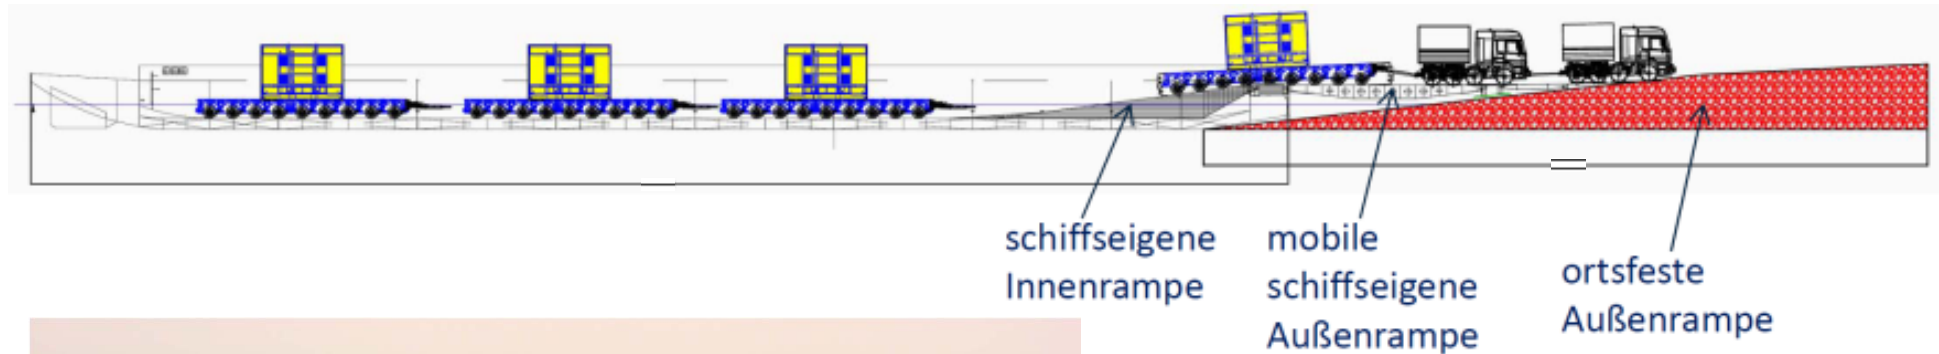 schiffseigene
Innenrampe
mobile
schiffseigene
Außenrampe
ortsfeste
Außenrampe